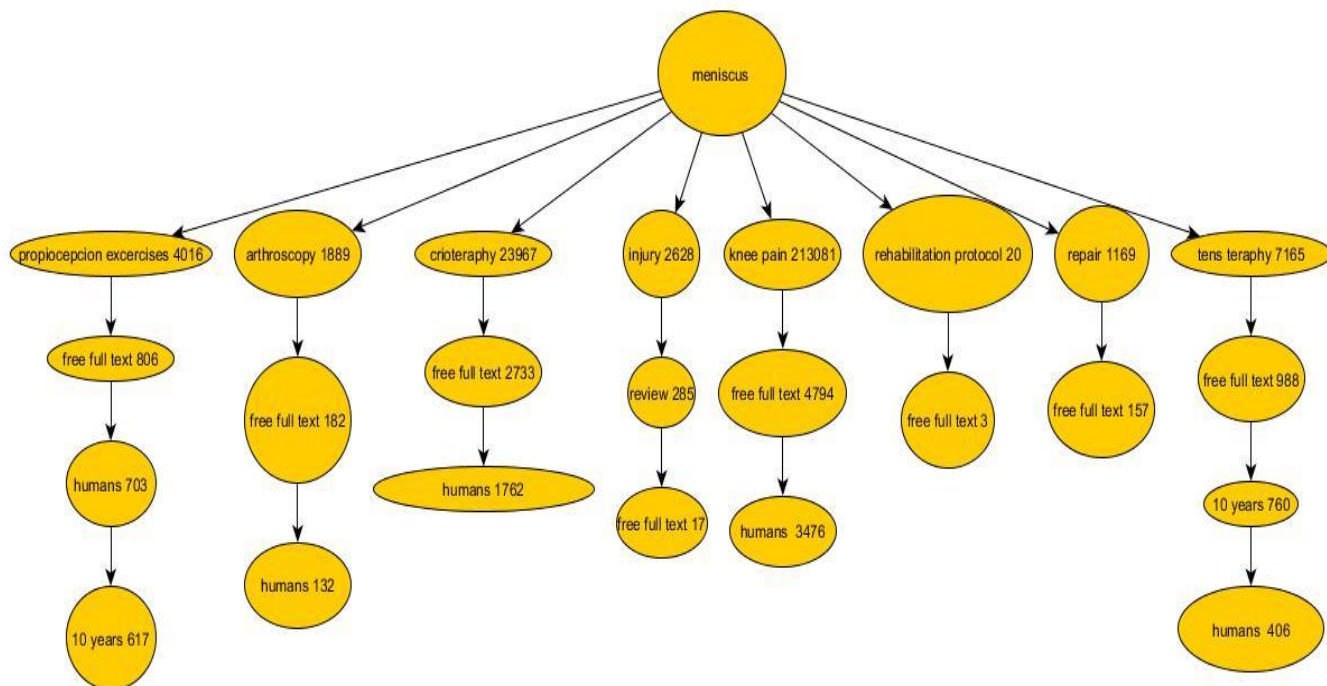 meniscus
propiocepcion excercises 4016
arthroscopy 1889
crioteraphy 23967
injury 2628
knee pain 213081
rehabilitation protocol 20
repair 1169
tens teraphy 7165
free full text 806
free full text 182
free full text 2733
review 285
free full text 4794
free full text 3
free full text 157
free full text 988
humans 703
humans 1762
free full text 17
humans 3476
10 years 760
humans 132
10 years 617
humans 406